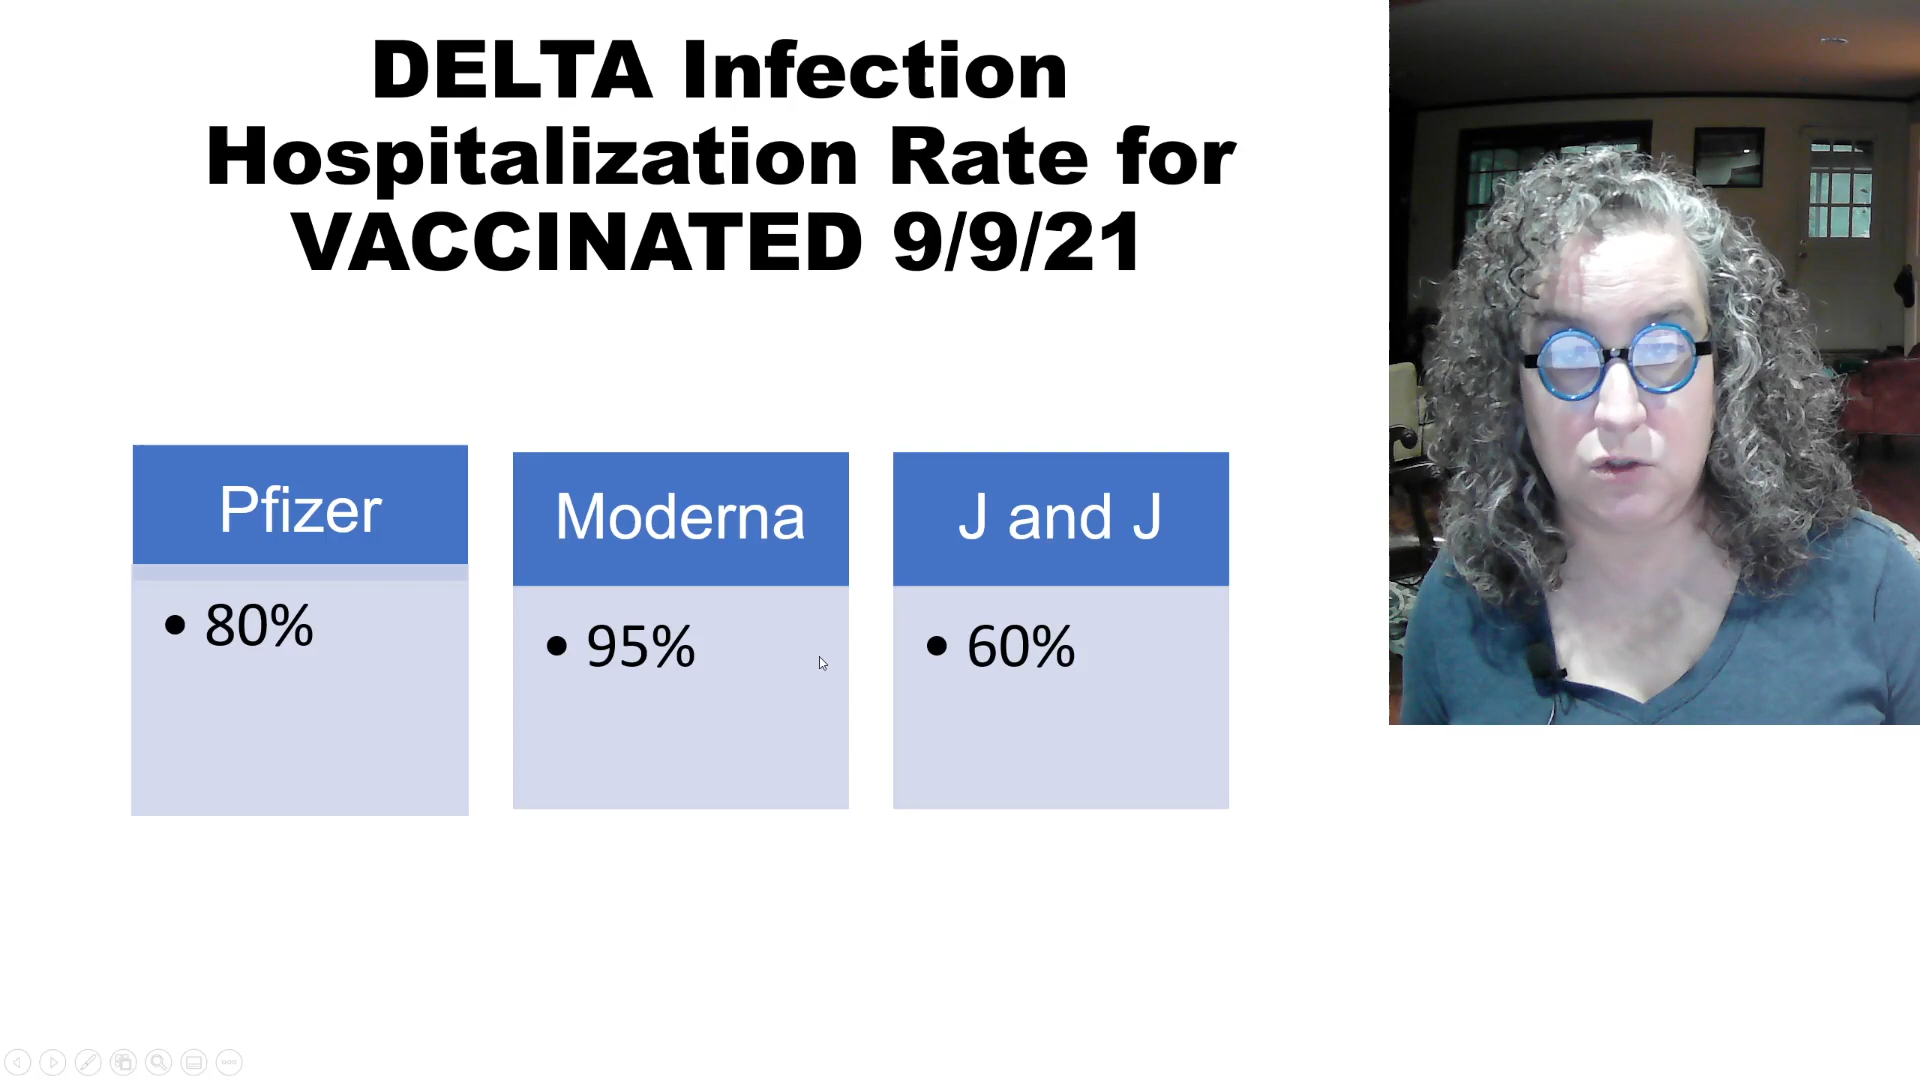 DELTA Infection
Hospitalization Rate for
VACCINATED 9/9/21
Pfizer
• 80%
Moderna
• 95%
J and J
• 60%